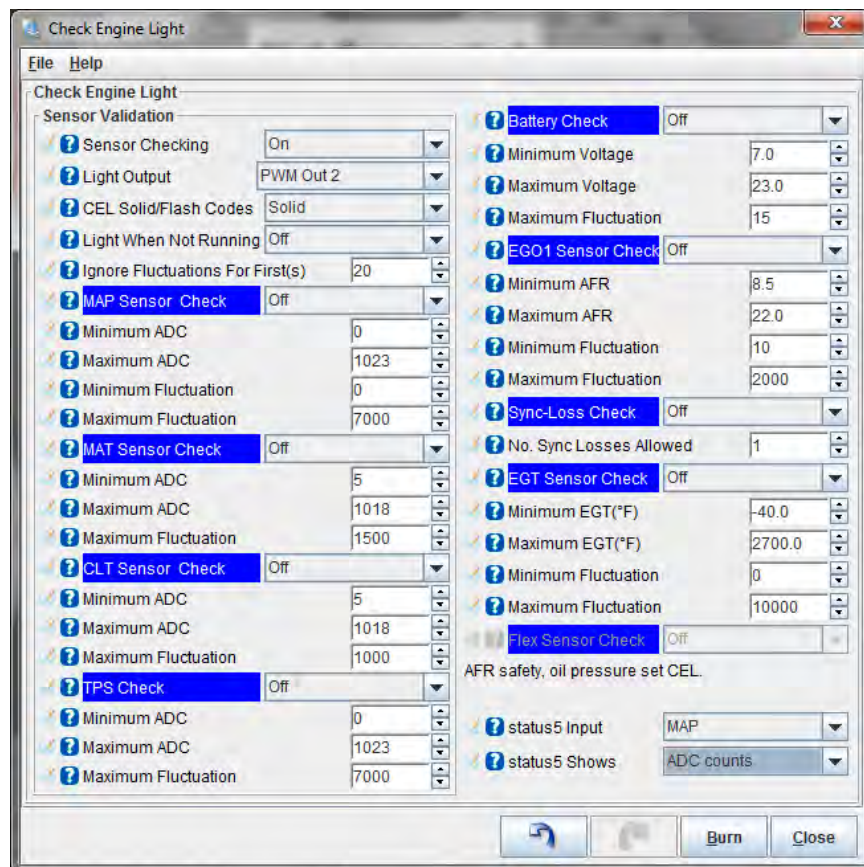 Check Engine Light
File Help
Check Engine Light
Sensor Validation
Sensor Checking On
Light Output PWM Out 2
CEL Solid/Flash Codes Solid
Light When Not Running Off
Ignore Fluctuations For First(s) 20
MAP Sensor Check Off
Minimum ADC 0
Maximum ADC 1023
Minimum Fluctuation 0
Maximum Fluctuation 7000
MAT Sensor Check Off
Minimum ADC 5
Maximum ADC 1018
Maximum Fluctuation 1500
CLT Sensor Check Off
Minimum ADC 5
Maximum ADC 1018
Maximum Fluctuation 1000
TPS Check Off
Minimum ADC 0
Maximum ADC 1023
Maximum Fluctuation 7000
Battery Check Off
Minimum Voltage 7.0
Maximum Voltage 23.0
Maximum Fluctuation 15
EGO1 Sensor Check Off
Minimum AFR 8.5
Maximum AFR 22.0
Minimum Fluctuation 10
Maximum Fluctuation 2000
Sync-Loss Check Off
No. Sync Losses Allowed 1
EGT Sensor Check Off
Minimum EGT(°F) -40.0
Maximum EGT(°F) 2700.0
Minimum Fluctuation 0
Maximum Fluctuation 10000
Flex Sensor Check Off
AFR safety, oil pressure set CEL.
status5 Input MAP
status5 Shows ADC counts
Burn Close